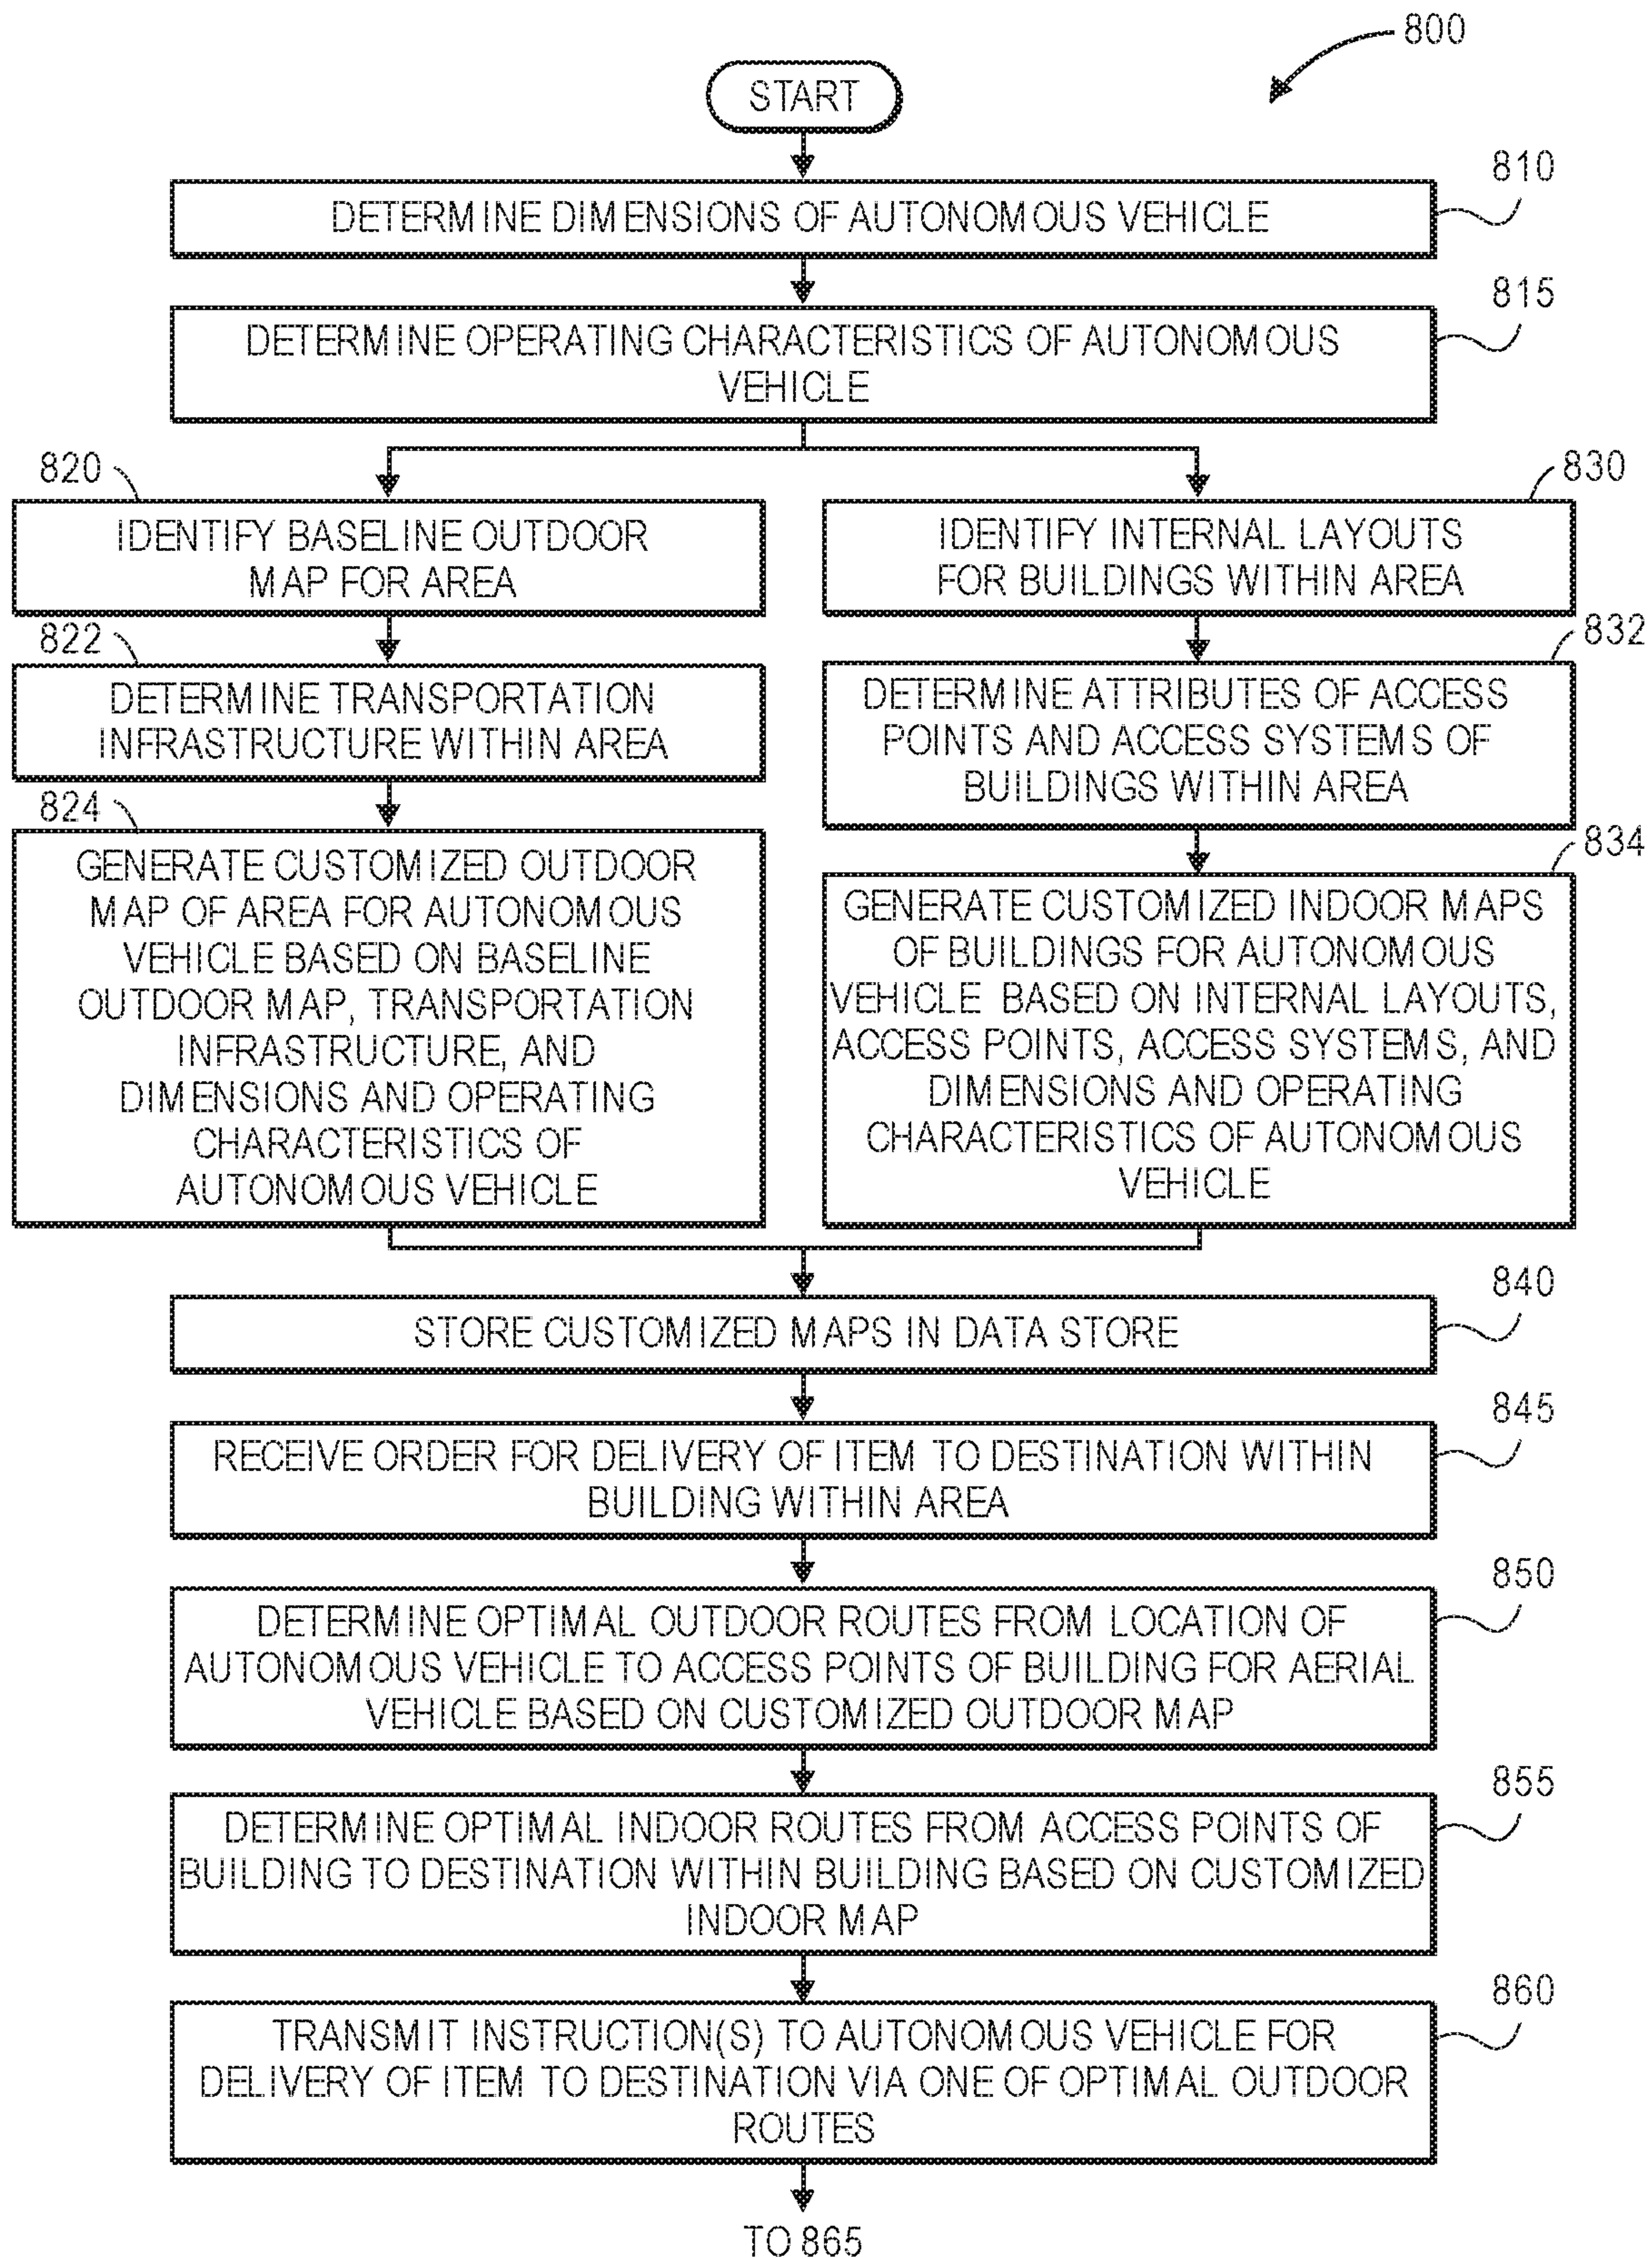 800
START
810
DETERMINE DIMENSIONS OF AUTONOMOUS VEHICLE
815
DETERMINE OPERATING CHARACTERISTICS OF AUTONOMOUS
VEHICLE
820
IDENTIFY BASELINE OUTDOOR
MAP FOR AREA
822
DETERMINE TRANSPORTATION
INFRASTRUCTURE WITHIN AREA
824
GENERATE CUSTOMIZED OUTDOOR
MAP OF AREA FOR AUTONOMOUS
VEHICLE BASED ON BASELINE
OUTDOOR MAP, TRANSPORTATION
INFRASTRUCTURE, AND
DIMENSIONS AND OPERATING
CHARACTERISTICS OF
AUTONOMOUS VEHICLE
830
IDENTIFY INTERNAL LAYOUTS
FOR BUILDINGS WITHIN AREA
832
DETERMINE ATTRIBUTES OF ACCESS
POINTS AND ACCESS SYSTEMS OF
BUILDINGS WITHIN AREA
834
GENERATE CUSTOMIZED INDOOR MAPS
OF BUILDINGS FOR AUTONOMOUS
VEHICLE BASED ON INTERNAL LAYOUTS,
ACCESS POINTS, ACCESS SYSTEMS, AND
DIMENSIONS AND OPERATING
CHARACTERISTICS OF AUTONOMOUS
VEHICLE
840
STORE CUSTOMIZED MAPS IN DATA STORE
845
RECEIVE ORDER FOR DELIVERY OF ITEM TO DESTINATION WITHIN
BUILDING WITHIN AREA
850
DETERMINE OPTIMAL OUTDOOR ROUTES FROM LOCATION OF
AUTONOMOUS VEHICLE TO ACCESS POINTS OF BUILDING FOR AERIAL
VEHICLE BASED ON CUSTOMIZED OUTDOOR MAP
855
DETERMINE OPTIMAL INDOOR ROUTES FROM ACCESS POINTS OF
BUILDING TO DESTINATION WITHIN BUILDING BASED ON CUSTOMIZED
INDOOR MAP
860
TRANSMIT INSTRUCTION(S) TO AUTONOMOUS VEHICLE FOR
DELIVERY OF ITEM TO DESTINATION VIA ONE OF OPTIMAL OUTDOOR
ROUTES
TO 865